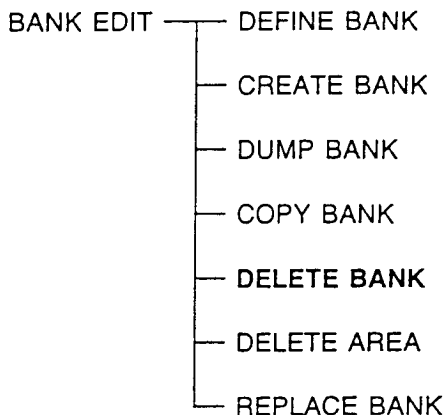 BANK EDIT DEFINE BANK
CREATE BANK
DUMP BANK
COPY BANK
DELETE BANK
DELETE AREA
REPLACE BANK